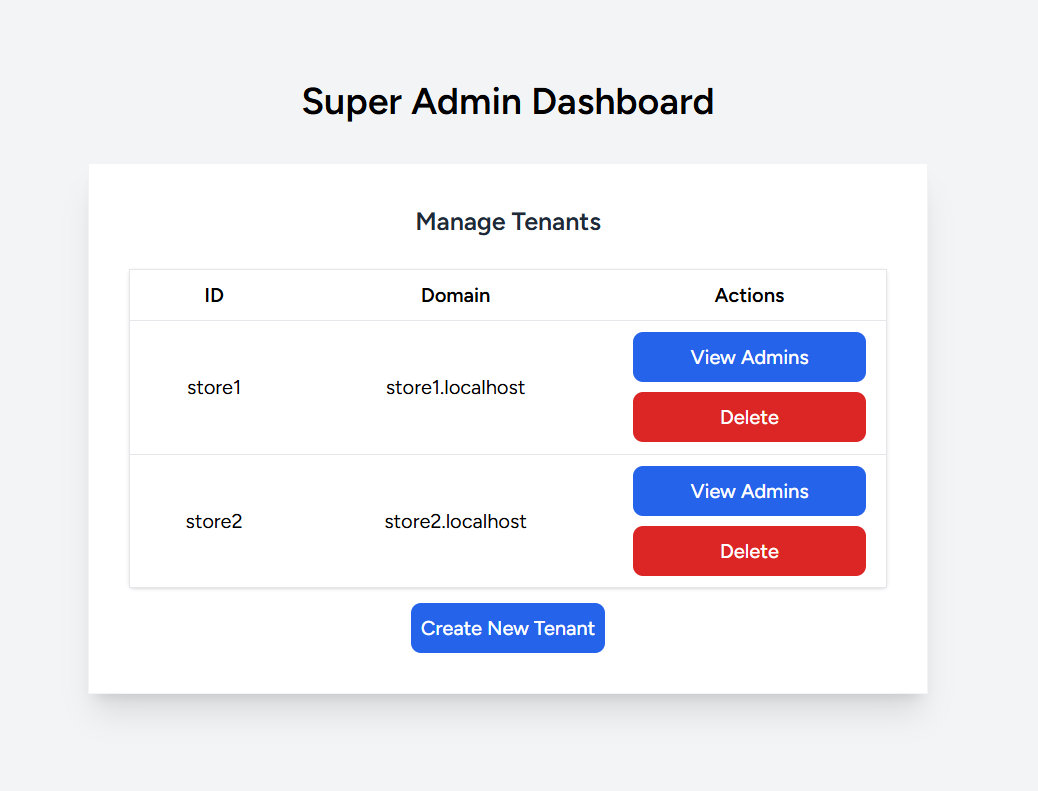 Super Admin Dashboard
Manage Tenants
ID Domain Actions
store1 store1.localhost View Admins
Delete
store2 store2.localhost View Admins
Delete
Create New Tenant